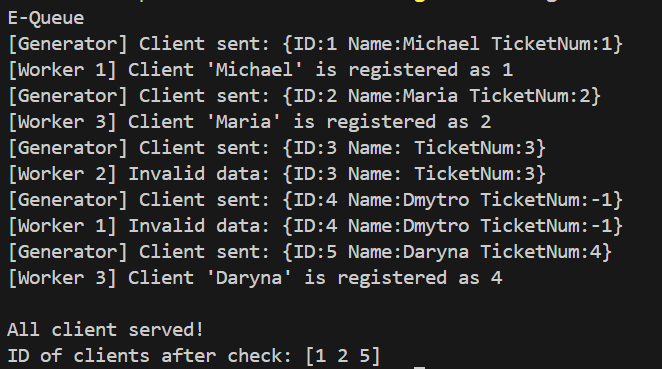 E-Queue
[Generator] Client sent: {ID:1 Name:Michael TicketNum:1}
[Worker 1] Client 'Michael' is registered as 1
[Generator] Client sent: {ID:2 Name:Maria TicketNum:2}
[Worker 3] Client 'Maria' is registered as 2
[Generator] Client sent: {ID:3 Name: TicketNum:3}
[Worker 2] Invalid data: {ID:3 Name: TicketNum:3}
[Generator] Client sent: {ID:4 Name:Dmytro TicketNum:-1}
[Worker 1] Invalid data: {ID:4 Name:Dmytro TicketNum:-1}
[Generator] Client sent: {ID:5 Name:Daryna TicketNum:4}
[Worker 3] Client 'Daryna' is registered as 4
All client served!
ID of clients after check: [1 2 5]